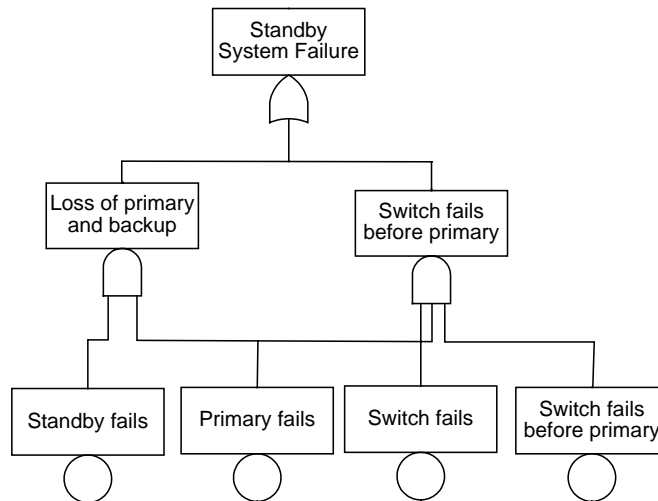 Standby
System Failure
Loss of primary
and backup
Switch fails
before primary
Standby fails
Primary fails
Switch fails
Switch fails
before primary